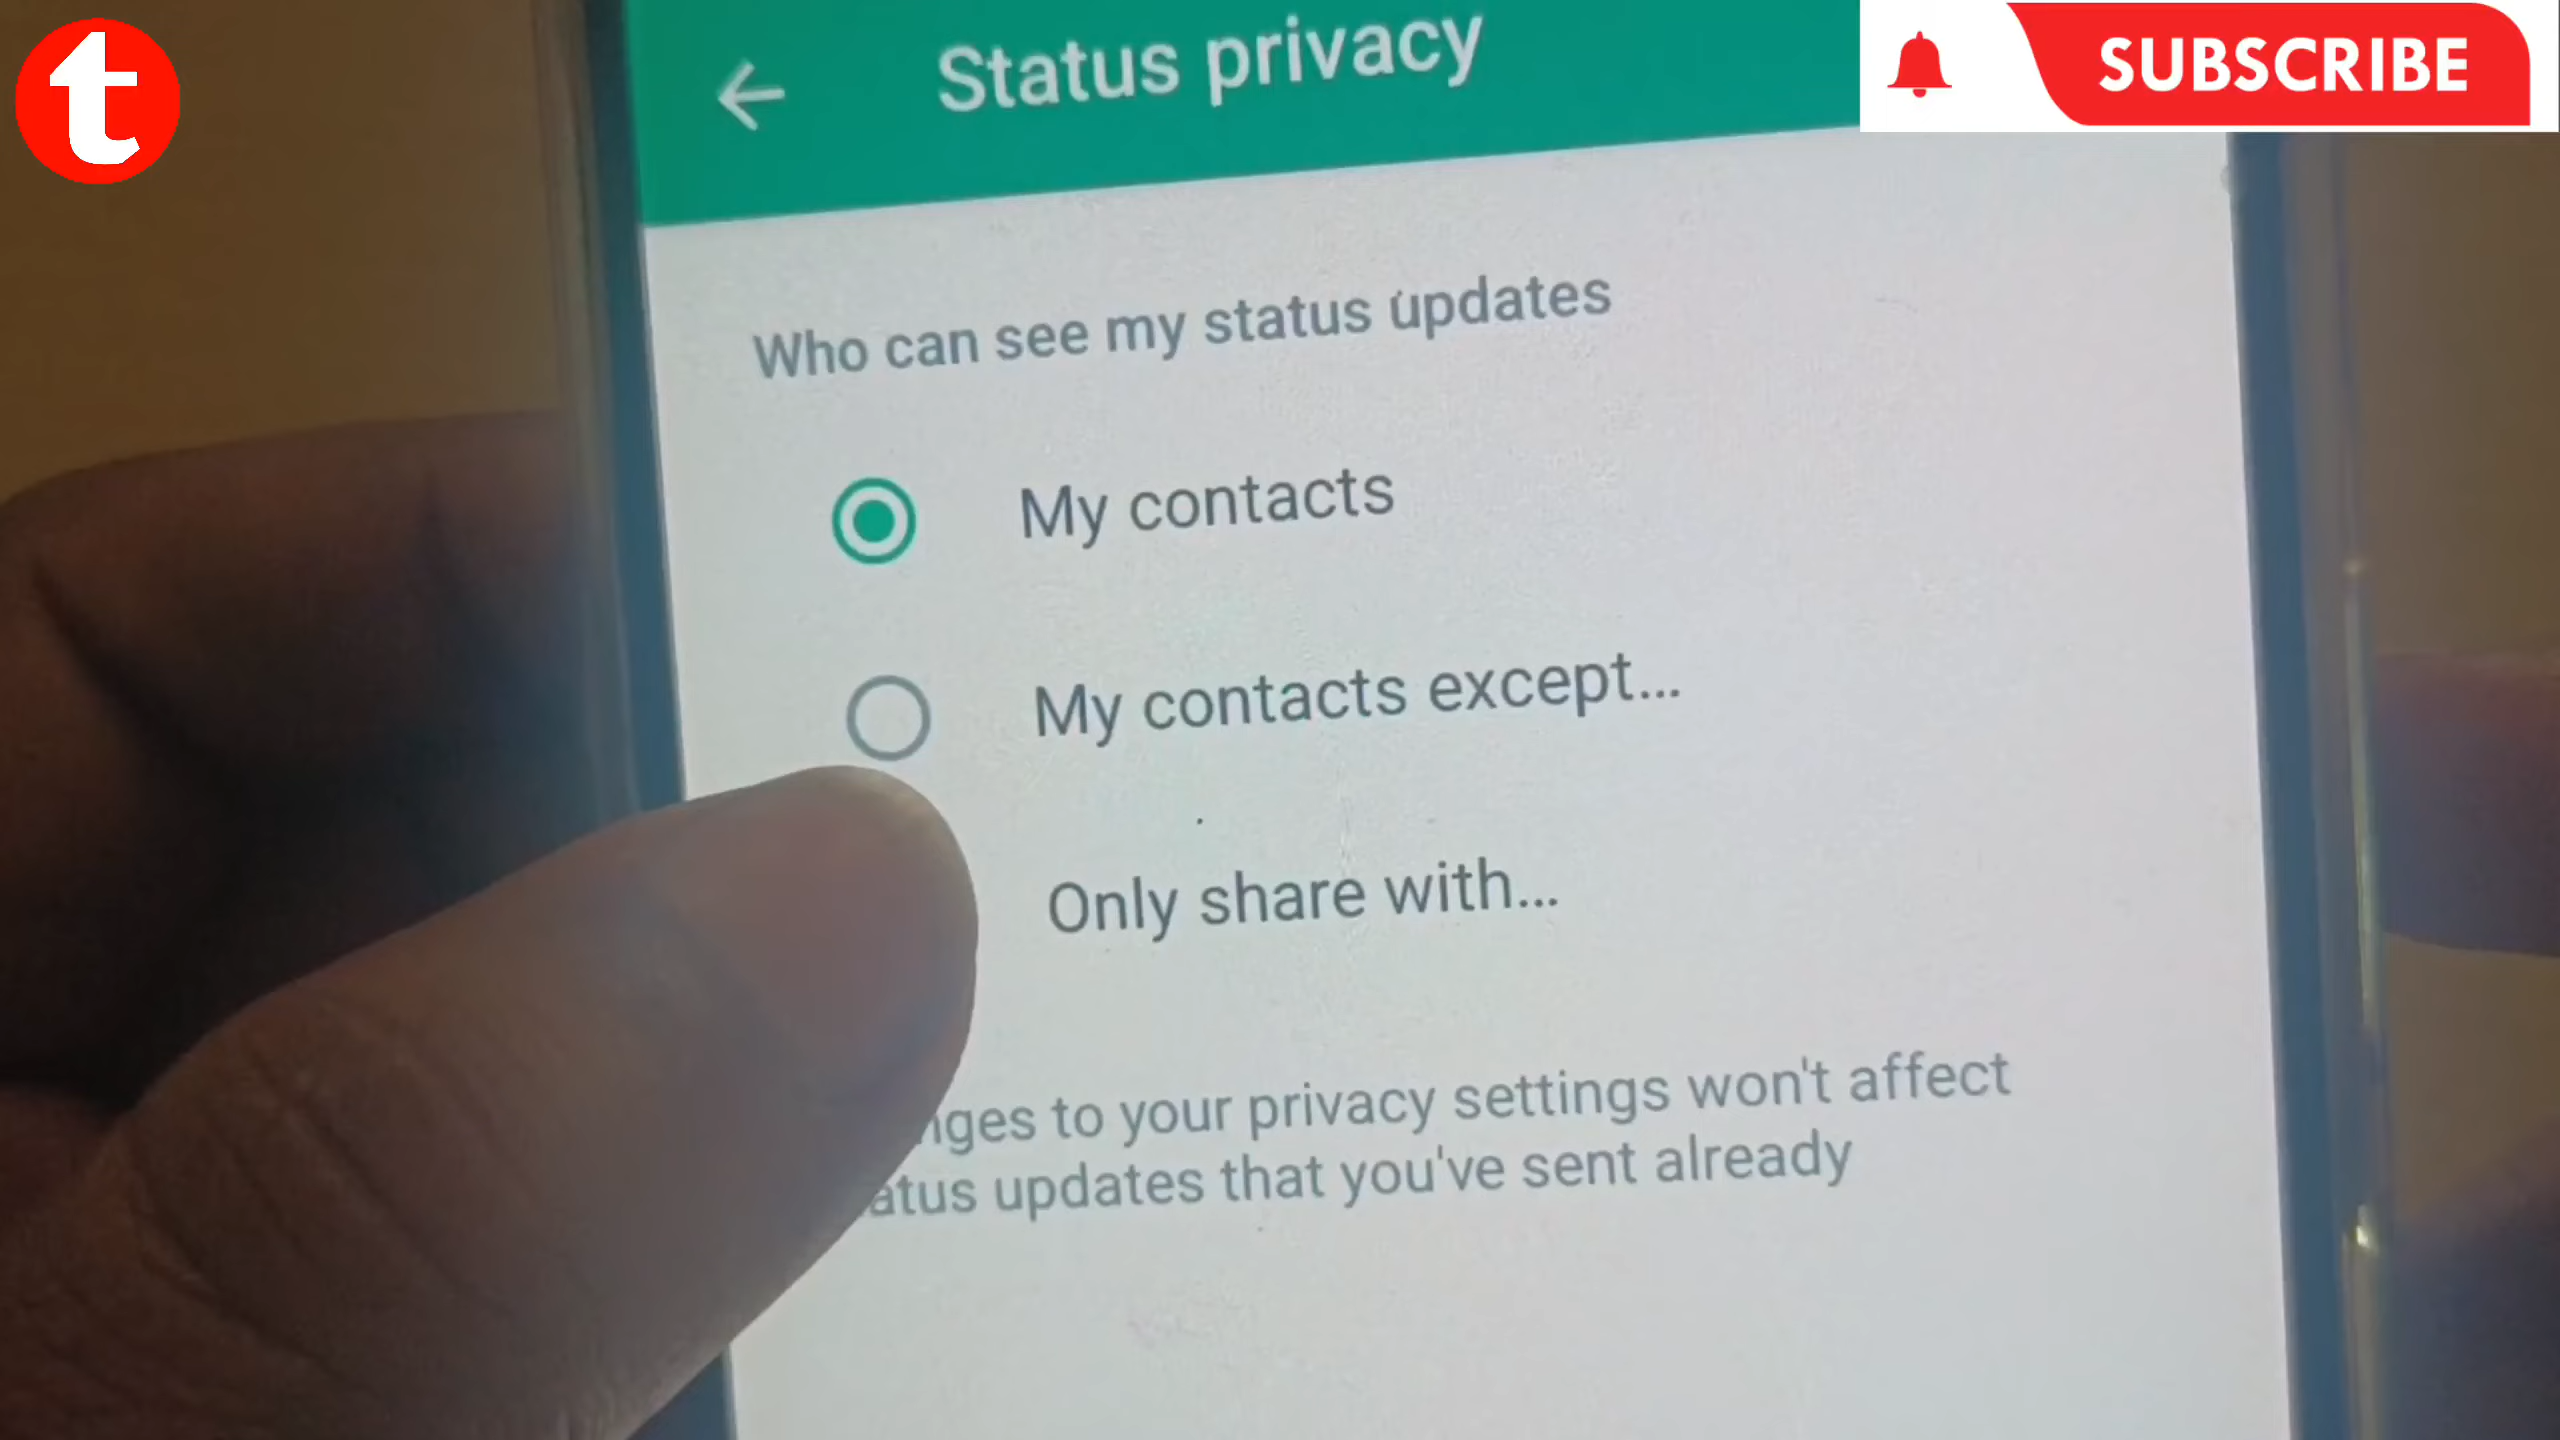 t
Status privacy
SUBSCRIBE
Who can see my status updates
My contacts
My contacts except...
Only share with...
to your privacy settings won't affect
updates that you've sent already